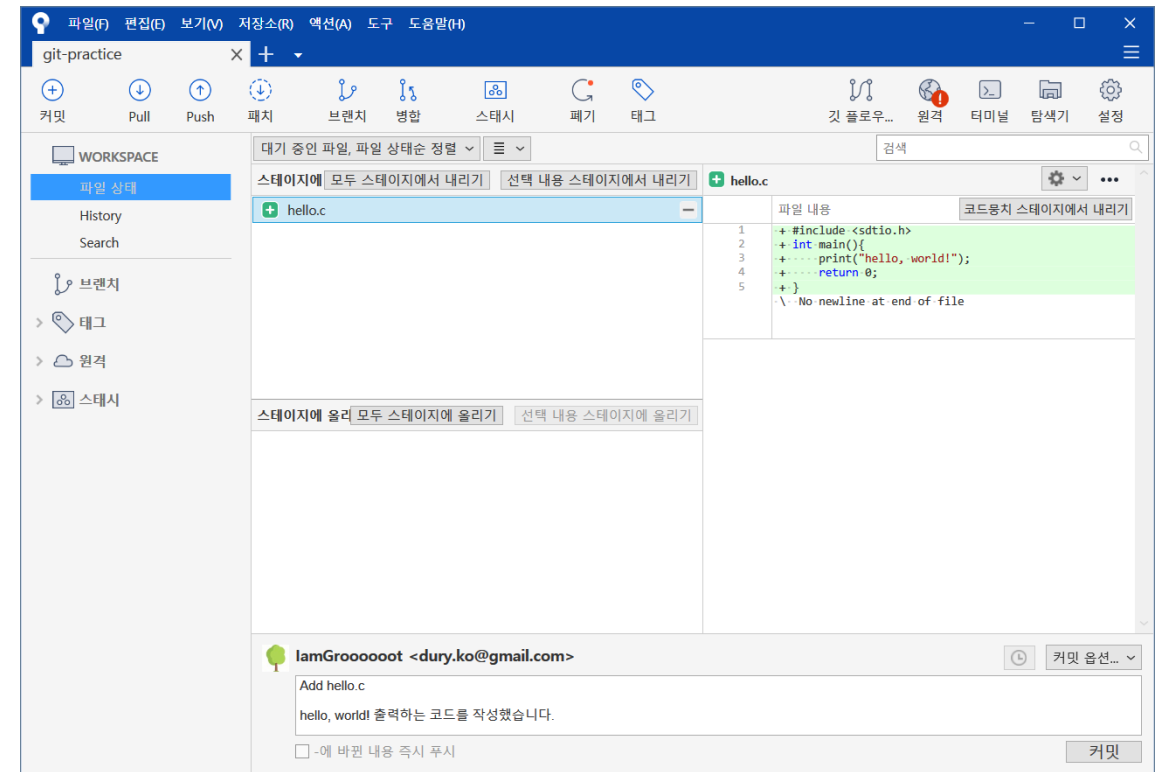 파일(F) 편집(E) 보기(V) 저장소(R) 액션(A) 도구 도움말(H)
git-practice
커밋 Pull Push 패치 브랜치 병합 스태시 폐기 태그 깃 플로우... 원격 터미널 탐색기 설정
WORKSPACE
파일 상태
History
Search
브랜치
태그
원격
스태시
대기 중인 파일, 파일 상태순 정렬
검색
스테이지에 모두 스테이지에서 내리기 선택 내용 스테이지에서 내리기
hello.c
스테이지에 올리 모두 스테이지에 올리기 선택 내용 스테이지에 올리기
hello.c
파일 내용 코드뭉치 스테이지에서 내리기
1 + #include <sdtio.h>
2 + int main(){
3 + print("hello, world!");
4 + return 0;
5 + }
\ No newline at end of file
IamGroooooot <dury.ko@gmail.com>
커밋 옵션...
Add hello.c
hello, world! 출력하는 코드를 작성했습니다.
-에 바뀐 내용 즉시 푸시
커밋